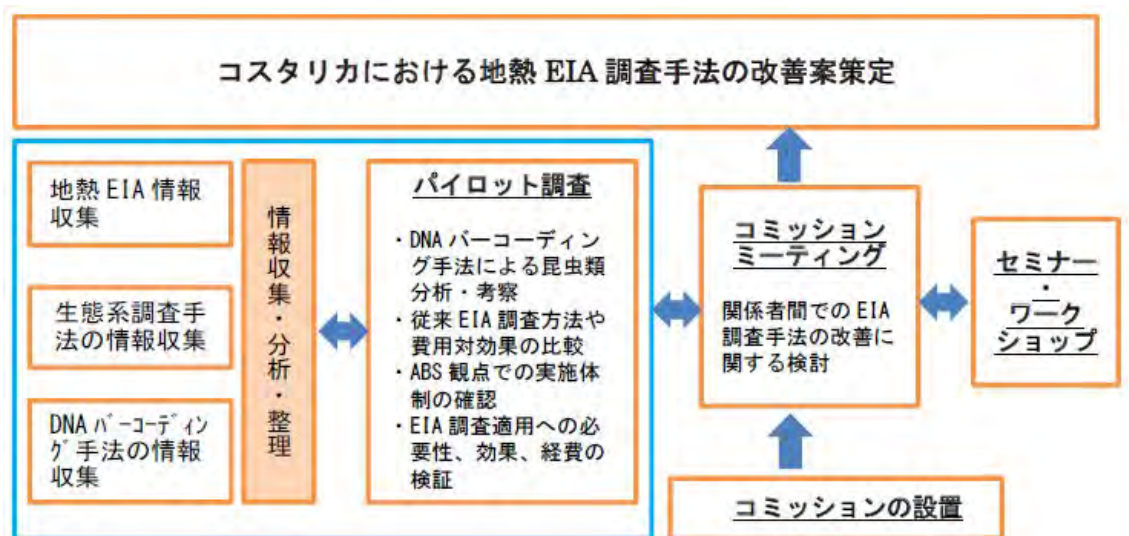 コスタリカにおける地熱 EIA 調査手法の改善案策定
地熱 EIA 情報
収集
生態系調査手
法の情報収集
DNA バーコーディン
グ手法の情報
収集
情報収集・分析・整理
パイロット調査
・DNA バーコーディン
グ手法による昆虫類
分析・考察
・従来 EIA 調査方法や
費用対効果の比較
・ABS 観点での実施体
制の確認
・EIA 調査適用への必
要性、効果、経費の
検証
コミッション
ミーティング
関係者間での EIA
調査手法の改善に
関する検討
セミナー
・
ワーク
ショップ
コミッションの設置